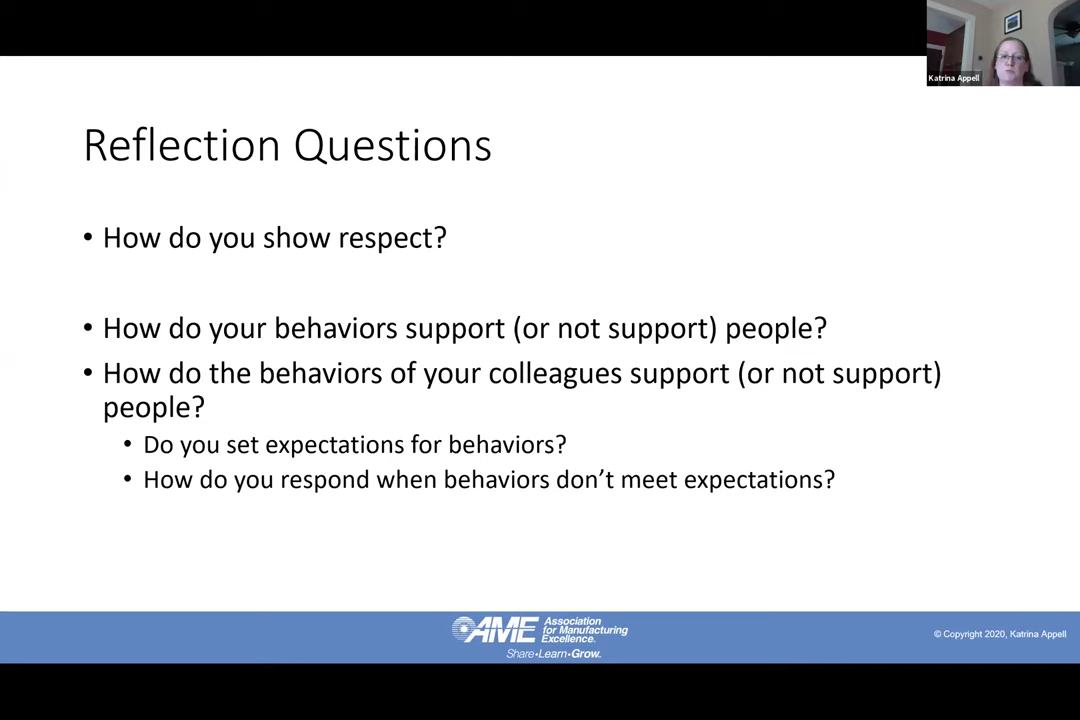 Katrina Appell
Reflection Questions
• How do you show respect?
• How do your behaviors support (or not support) people?
• How do the behaviors of your colleagues support (or not support)
people?
• Do you set expectations for behaviors?
• How do you respond when behaviors don’t meet expectations?
AME
Association
for Manufacturing
Excellence.
Share•Learn•Grow.
© Copyright 2020, Katrina Appell